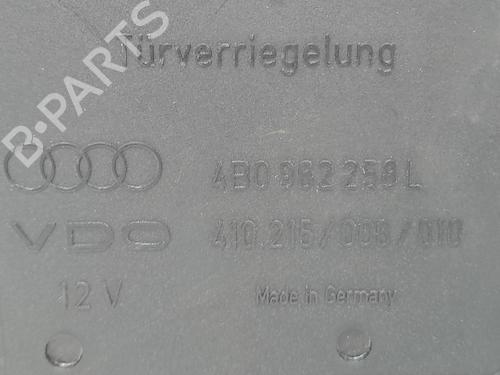 Türverriegelung
B-PARTS
4B0 962 258 L
VDO 410.215/008/010
12 V Made in Germany